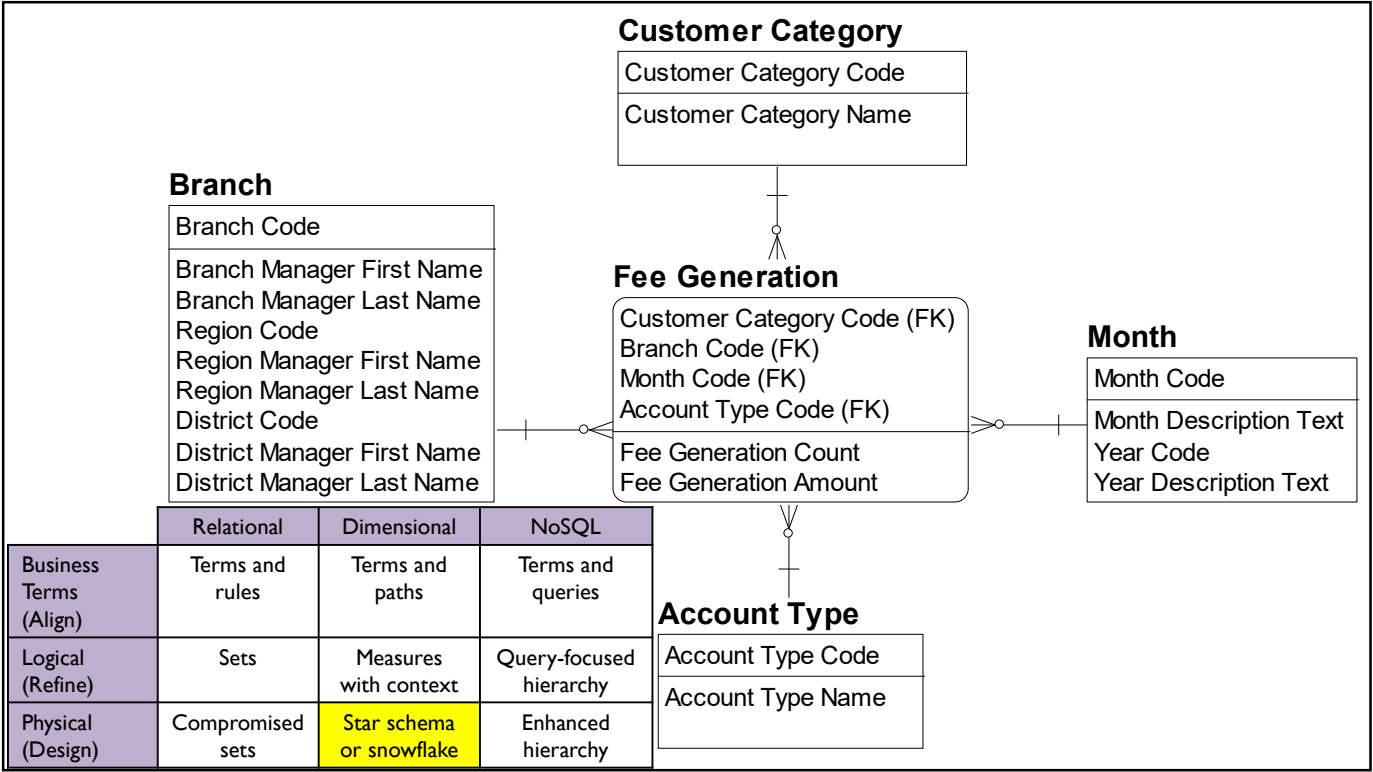 Customer Category
Customer Category Code
Customer Category Name
Branch
Branch Code
Branch Manager First Name
Branch Manager Last Name
Region Code
Region Manager First Name
Region Manager Last Name
District Code
District Manager First Name
District Manager Last Name
Fee Generation
Customer Category Code (FK)
Branch Code (FK)
Month Code (FK)
Account Type Code (FK)
Fee Generation Count
Fee Generation Amount
Month
Month Code
Month Description Text
Year Code
Year Description Text
Account Type
Account Type Code
Account Type Name
Relational
Dimensional
NoSQL
Business
Terms
(Align)
Terms and
rules
Terms and
paths
Terms and
queries
Logical
(Refine)
Sets
Measures
with context
Query-focused
hierarchy
Physical
(Design)
Compromised
sets
Star schema
or snowflake
Enhanced
hierarchy